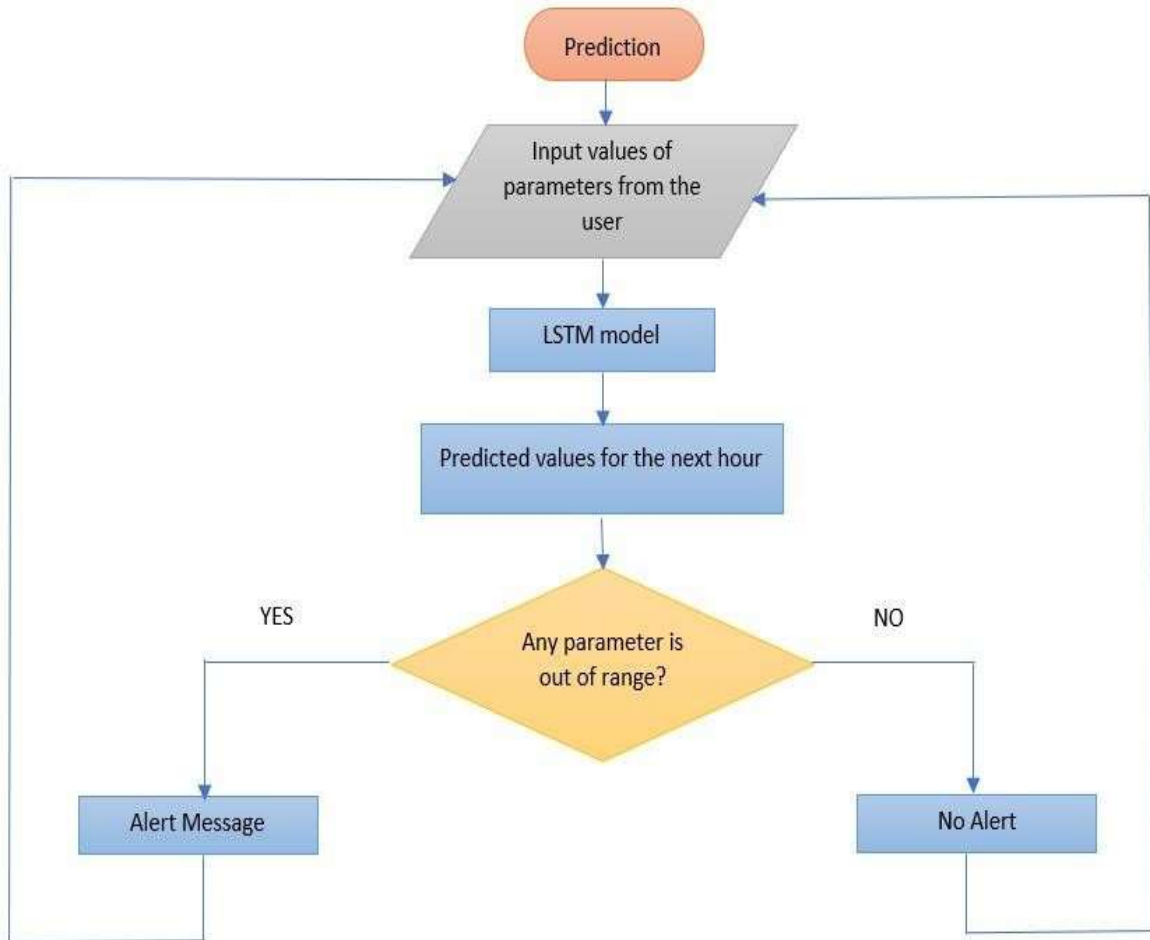 Prediction
Input values of
parameters from the
user
LSTM model
Predicted values for the next hour
YES
NO
Any parameter is
out of range?
Alert Message
No Alert